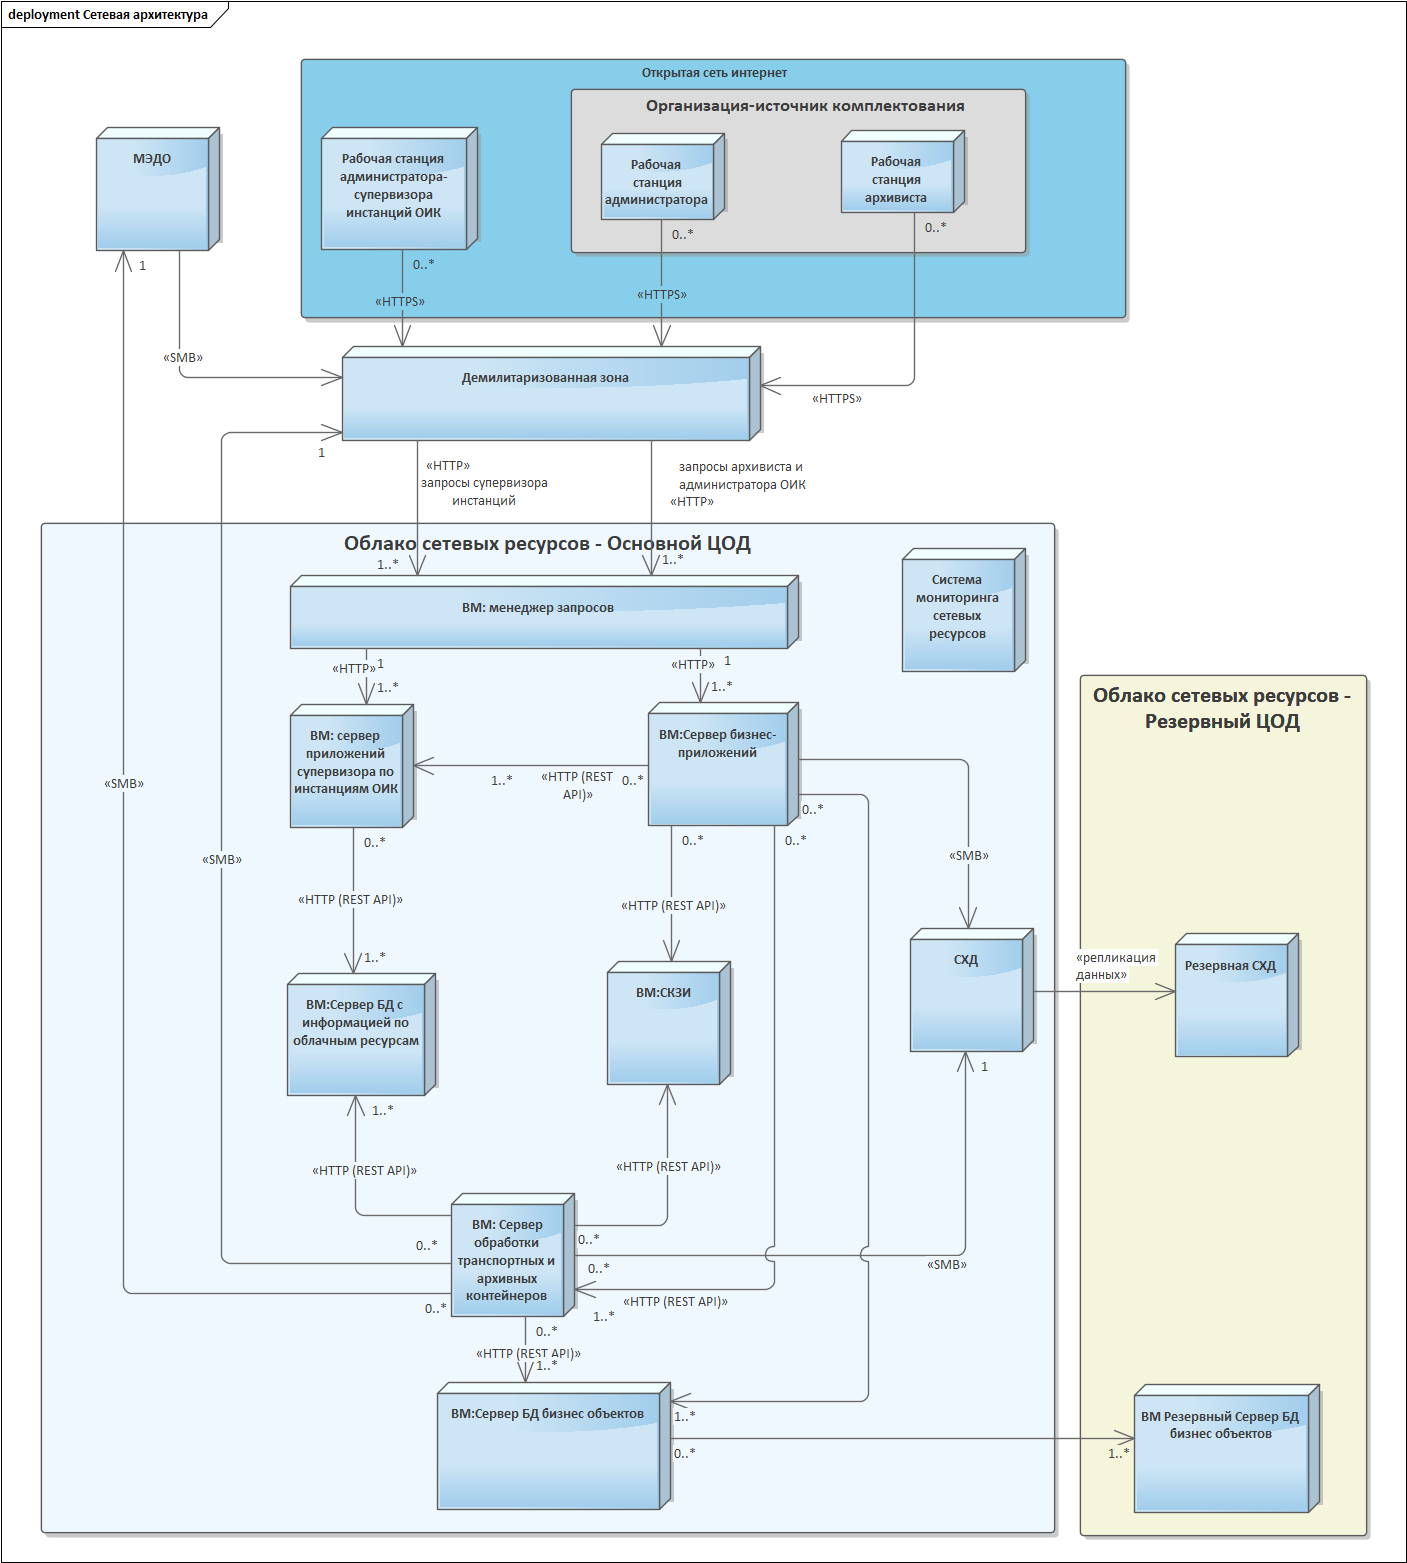 deployment Сетевая архитектура
Открытая сеть интернет
Организация-источник комплектования
МЭДО
Рабочая станция
администратора-
супервизора
инстанций ОИК
Рабочая
станция
администратора
Рабочая
станция
архивиста
0..*
0..*
0..*
1
«HTTPS»
«HTTPS»
«SMB»
«HTTPS»
Демилитаризованная зона
1
«HTTP»
запросы супервизора
инстанций
запросы архивиста и
администратора ОИК
«HTTP»
Облако сетевых ресурсов - Основной ЦОД
1..*
1..*
ВМ: менеджер запросов
Система
мониторинга
сетевых
ресурсов
«HTTP»
1
«HTTP»
1
1..*
1..*
Облако сетевых ресурсов -
Резервный ЦОД
ВМ: сервер
приложений
супервизора по
инстанциям ОИК
ВМ:Сервер бизнес-
приложений
1..*
«HTTP (REST
API)»
0..*
«SMB»
0..*
0..*
0..*
0..*
«SMB»
«SMB»
«HTTP (REST API)»
«HTTP (REST API)»
1..*
СХД
«репликация
данных»
Резервная СХД
ВМ:Сервер БД с
информацией по
облачным ресурсам
ВМ:СКЗИ
1
1..*
«HTTP (REST API)»
«HTTP (REST API)»
ВМ: Сервер
обработки
транспортных и
архивных
контейнеров
0..*
0..*
0..*
«SMB»
0..*
«HTTP (REST API)»
1..*
0..*
«HTTP (REST API)»
1..*
ВМ:Сервер БД бизнес объектов
1..*
0..*
1..*
ВМ Резервный Сервер БД
бизнес объектов